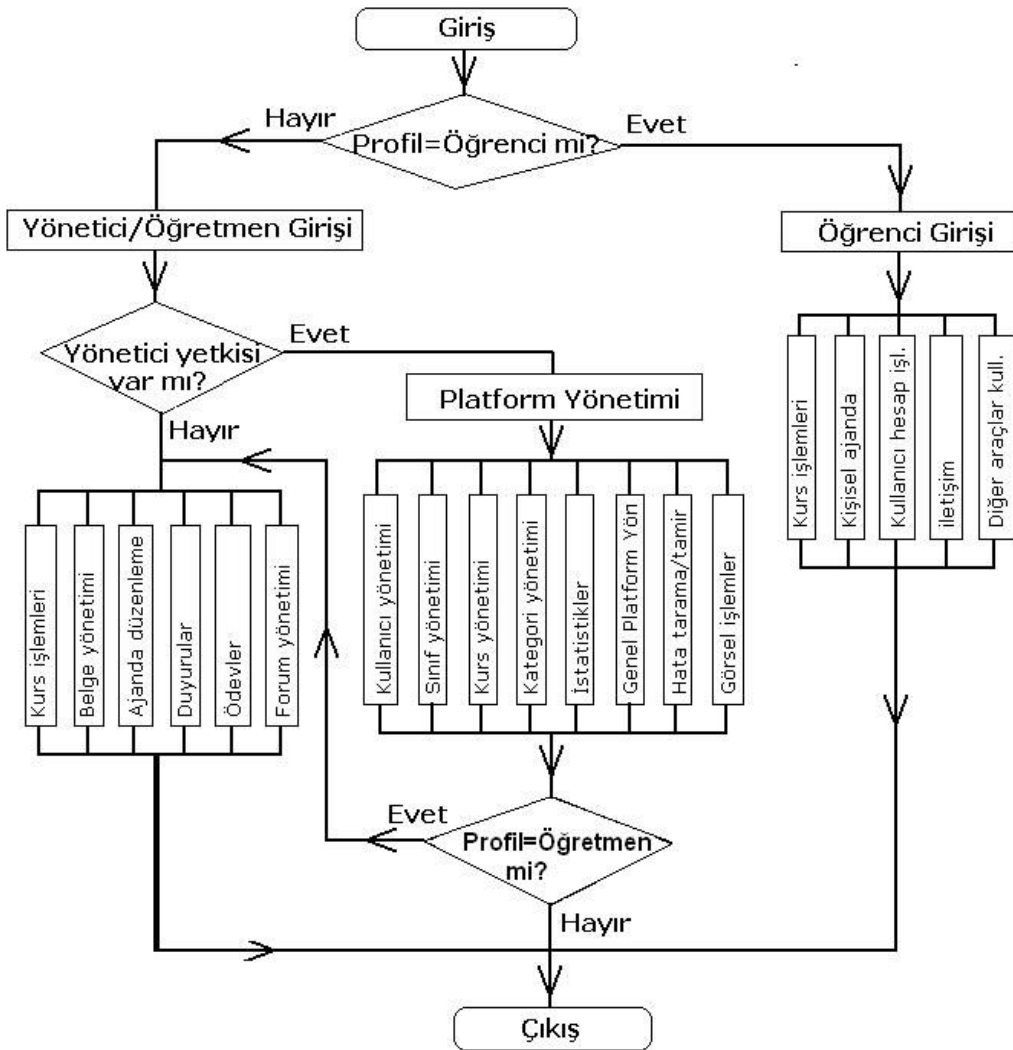 Giriş
Hayır
Evet
Profil=Öğrenci mi?
Yönetici/Öğretmen Girişi
Öğrenci Girişi
Evet
Yönetici yetkisi
var mı?
Platform Yönetimi
Hayır
Kurs işlemleri
Kişisel ajanda
Kullanıcı hesap işl.
iletişim
Diğer araçlar kull.
Kurs işlemleri
Belge yönetimi
Ajanda düzenleme
Duyurular
Ödevler
Forum yönetimi
Kullanıcı yönetimi
Sınıf yönetimi
Kurs yönetimi
Kategori yönetimi
İstatistikler
Genel Platform Yön
Hata tarama/tamir
Görsel işlemler
Evet
Profil=Öğretmen
mi?
Hayır
Çıkış